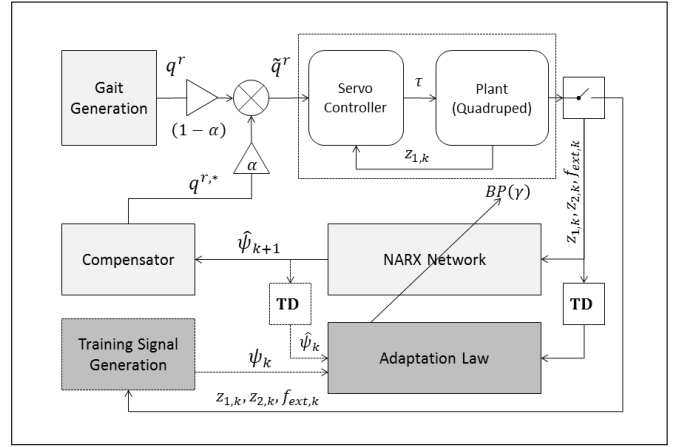 Gait
Generation
q^r
(1 − α)
q̃^r
Servo
Controller
τ
Plant
(Quadruped)
z_{1,k}
α
q^{r,*}
BP(γ)
z_{1,k}, z_{2,k}, f_{ext,k}
Compensator
ψ̂_{k+1}
NARX Network
TD
TD
ψ̂_k
Training Signal
Generation
ψ_k
Adaptation Law
z_{1,k}, z_{2,k}, f_{ext,k}